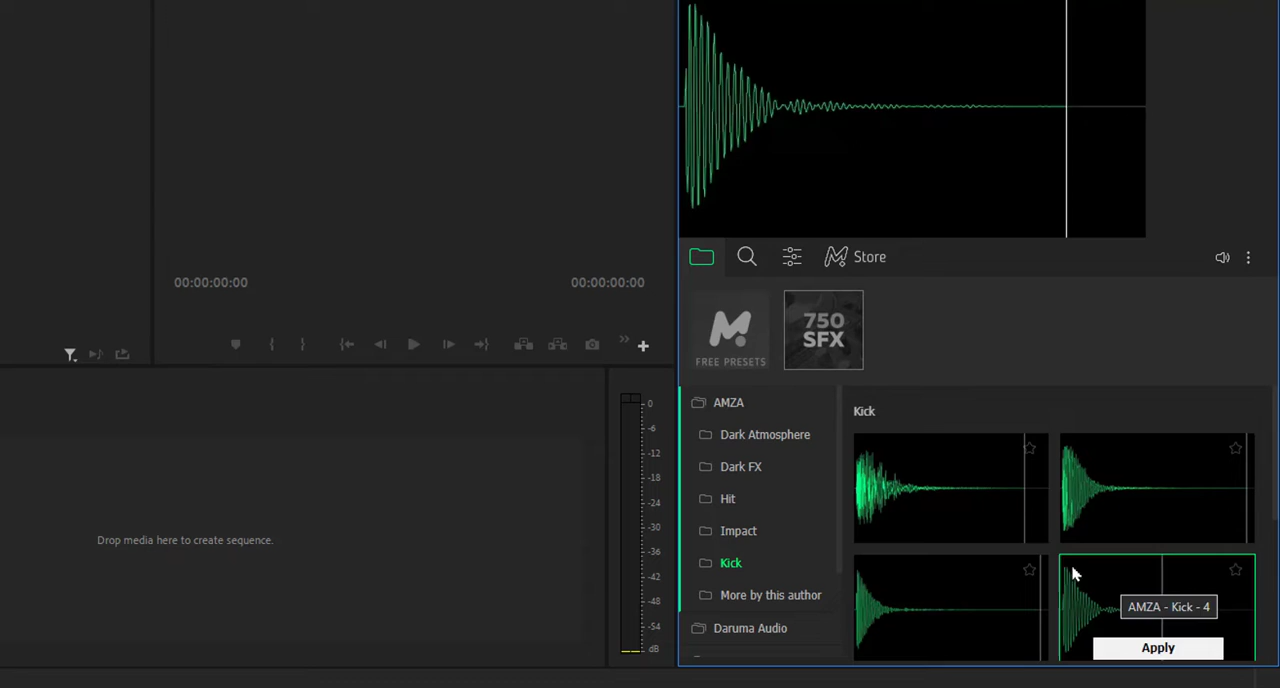 00:00:00:00
00:00:00:00
Store
FREE PRESETS
750
SFX
AMZA
Dark Atmosphere
Dark FX
Hit
Impact
Kick
More by this author
Daruma Audio
Kick
AMZA - Kick - 4
Apply
0
-6
-12
-18
-24
-30
-36
-42
-48
-54
dB
Drop media here to create sequence.